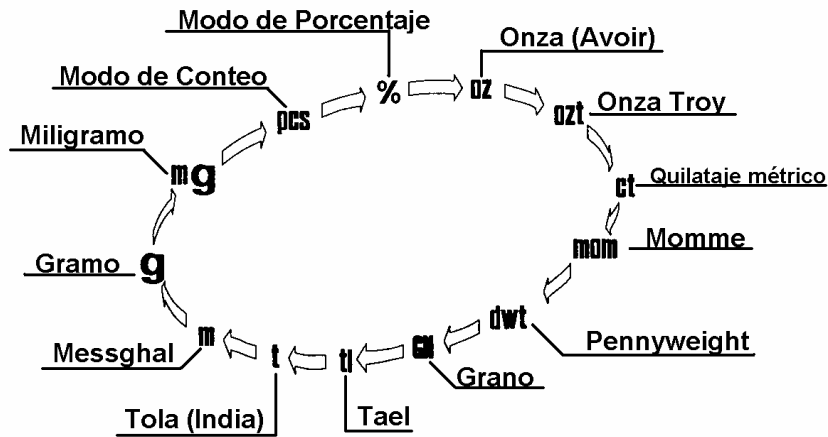 Modo de Porcentaje
Onza (Avoir)
Modo de Conteo
%
oz
pcs
ozt
Onza Troy
Miligramo
mg
ct
Quilataje métrico
mom
Momme
Gramo
g
dwt
Pennyweight
m
Messghal
t
tl
GN
Grano
Tola (India)
Tael